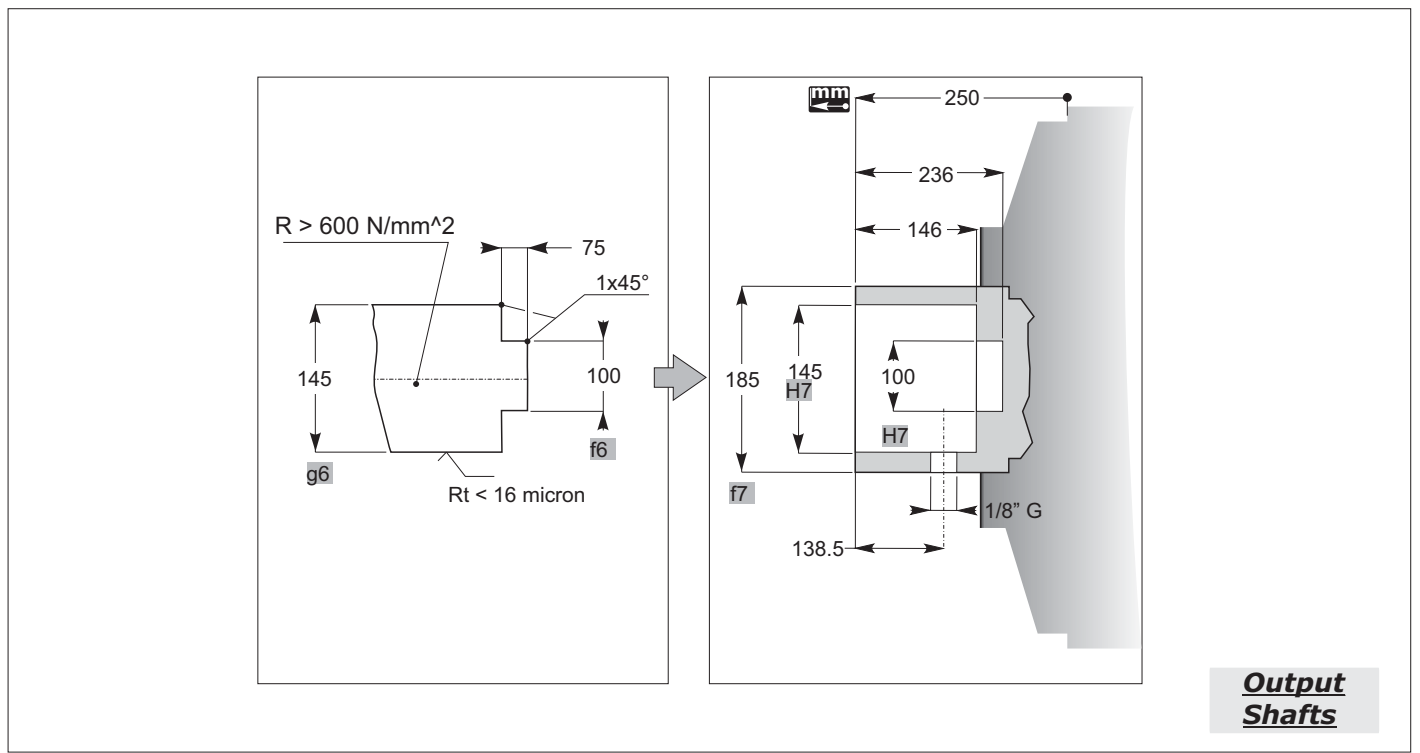 R > 600 N/mm^2
75
1x45°
145
100
g6
f6
Rt < 16 micron
mm
250
236
146
185
145
H7
100
H7
f7
1/8” G
138.5
Output
Shafts